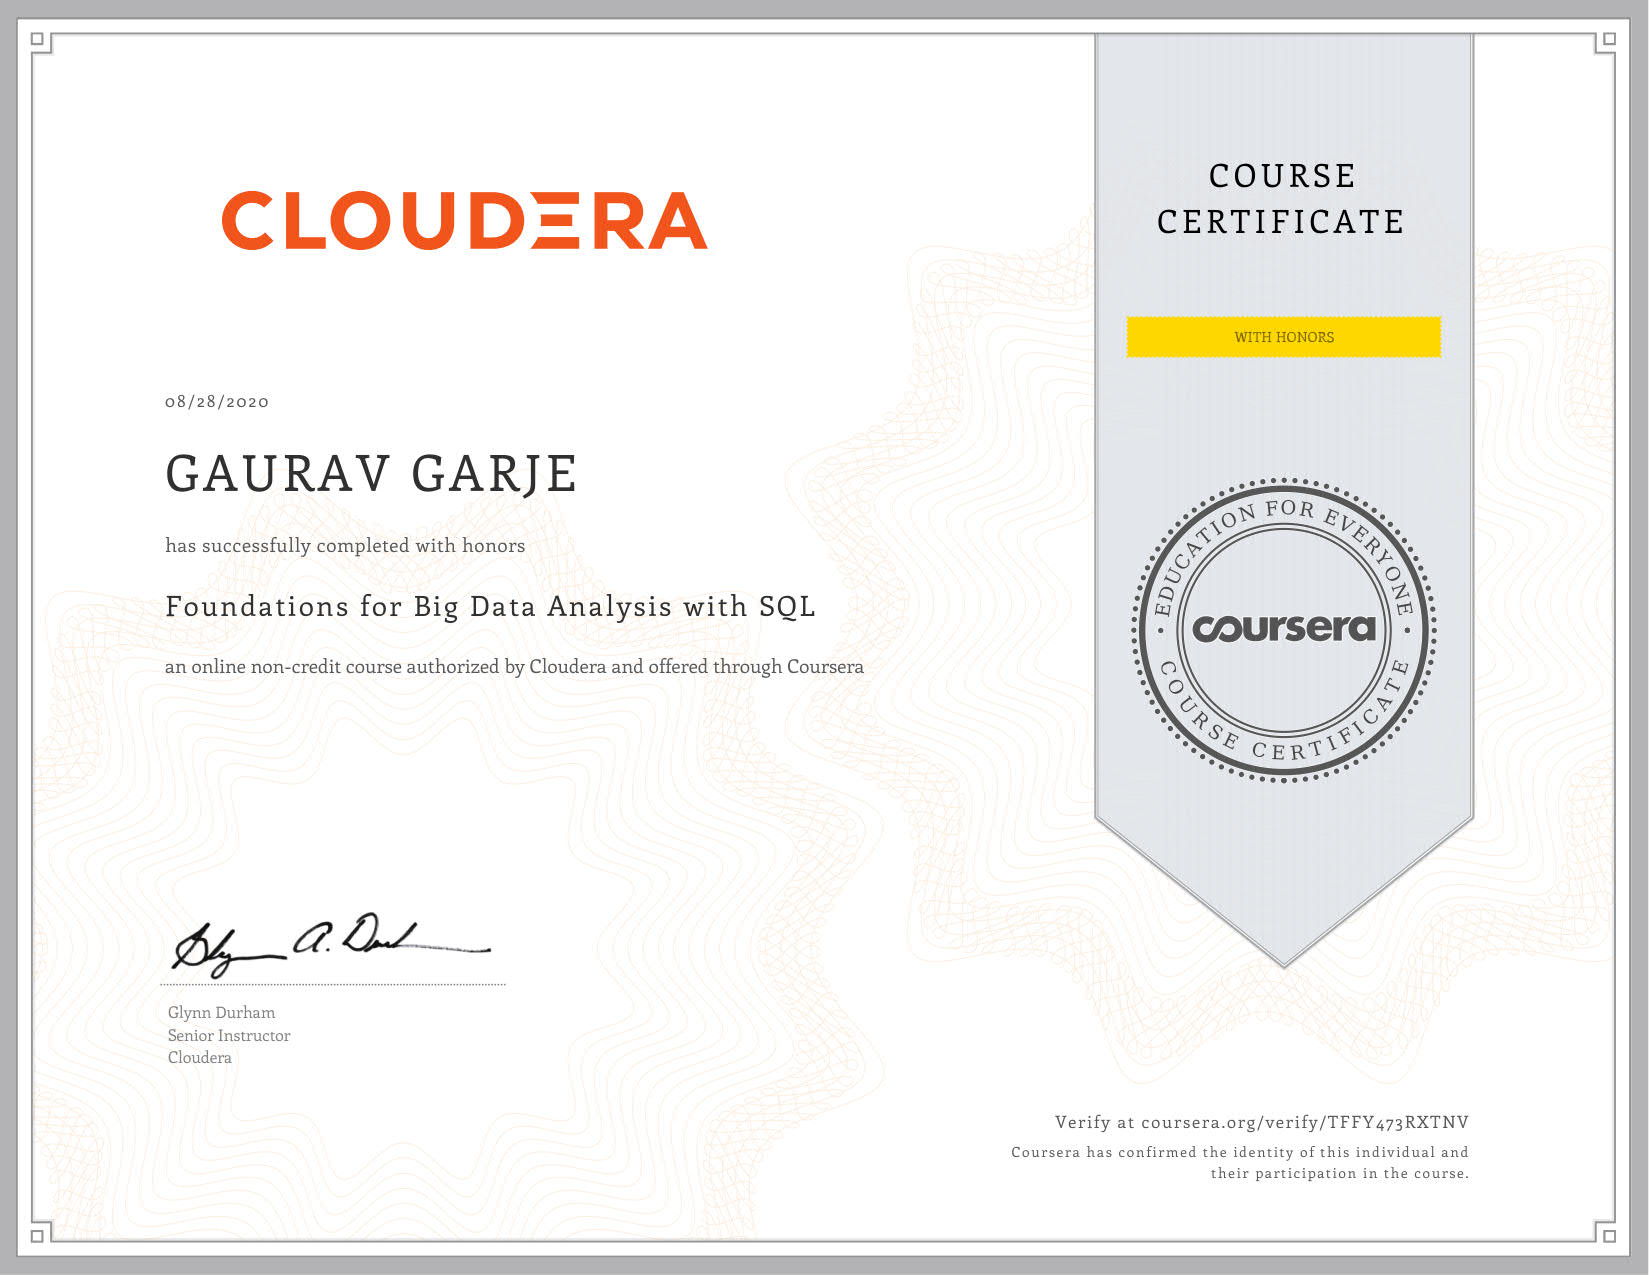 CLOUDERA
COURSE
CERTIFICATE
WITH HONORS
08/28/2020
GAURAV GARJE
has successfully completed with honors
Foundations for Big Data Analysis with SQL
an online non-credit course authorized by Cloudera and offered through Coursera
EDUCATION FOR EVERYONE
coursera
COURSE CERTIFICATE
Glynn Durham
Senior Instructor
Cloudera
Verify at coursera.org/verify/TFFY473RXTNV
Coursera has confirmed the identity of this individual and
their participation in the course.